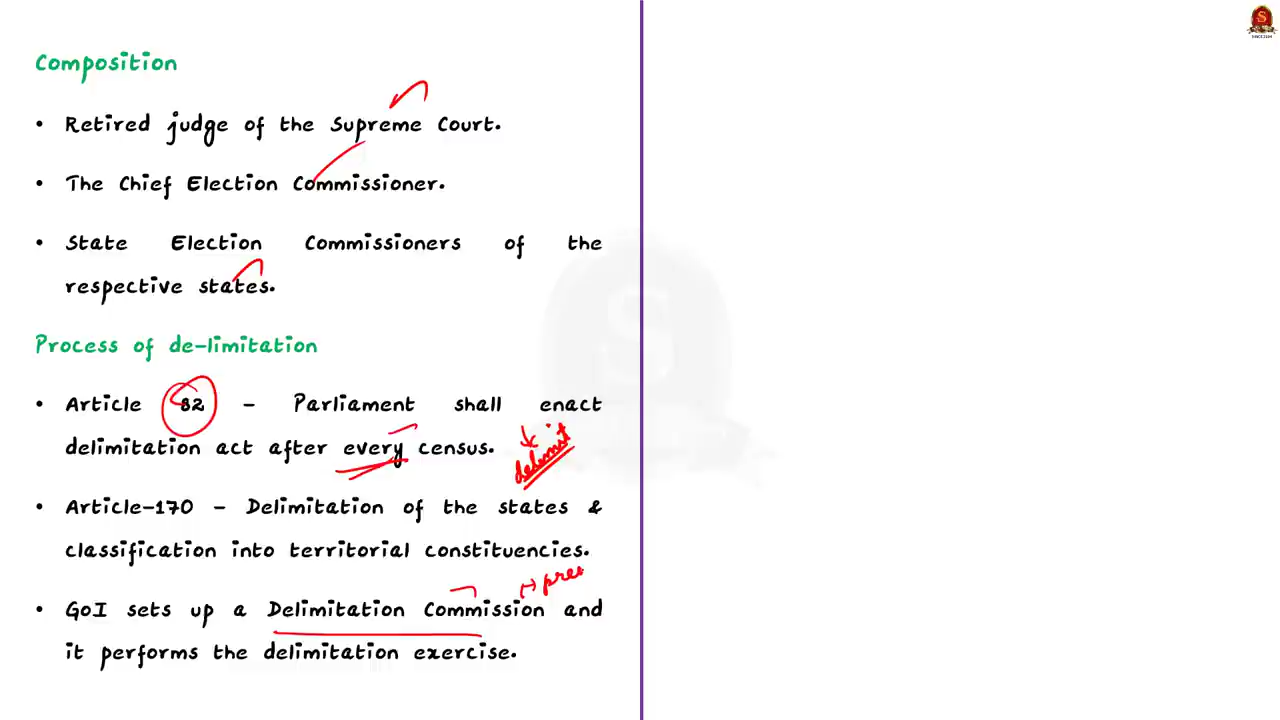 Composition
• Retired judge of the Supreme Court.
• The Chief Election Commissioner.
• State Election Commissioners of the
respective states.
Process of de-limitation
• Article 82 – Parliament shall enact
delimitation act after every census.
delimit
• Article-170 – Delimitation of the states &
classification into territorial constituencies.
pres
• GoI sets up a Delimitation Commission and
it performs the delimitation exercise.
S